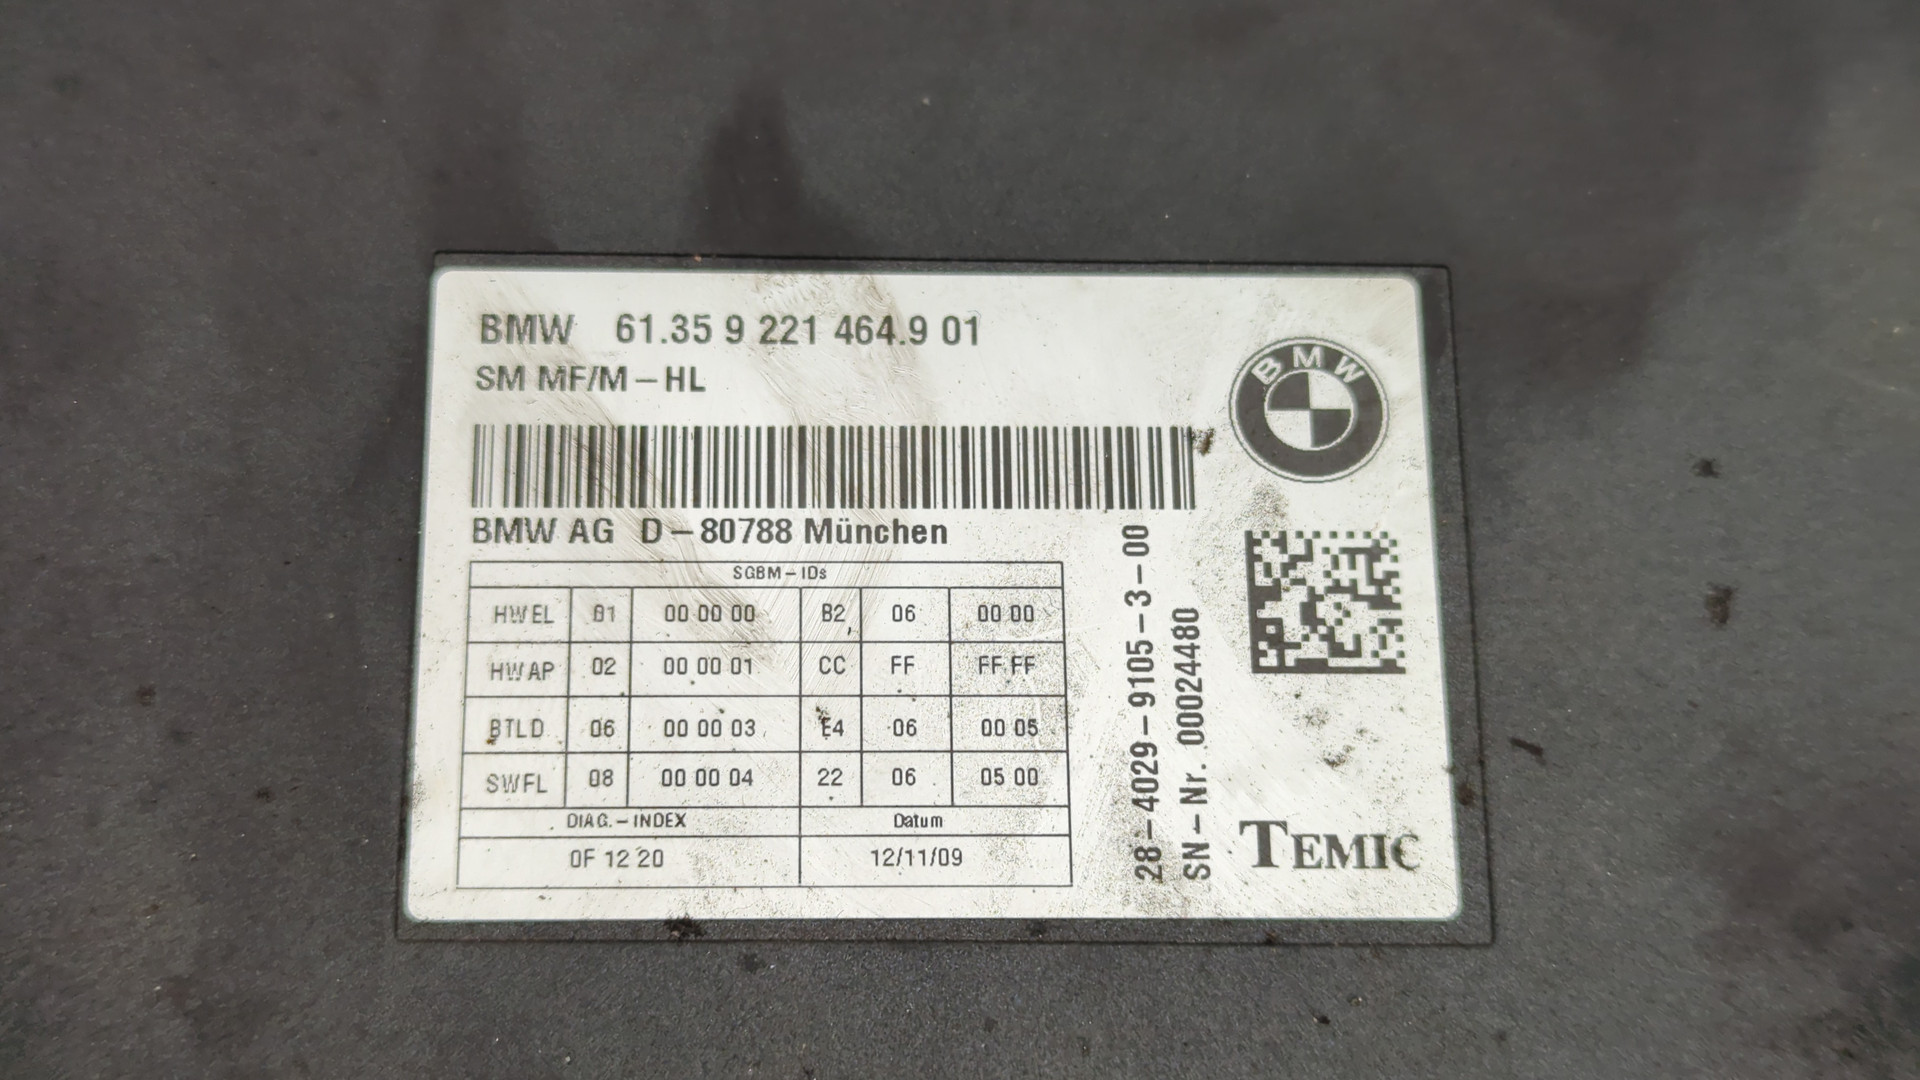 BMW 61.35 9 221 464.9 01
SM MF/M-HL
BMW
BMW AG D-80788 München
SGBM-IDs
HWEL B1 00 00 00 B2 06 00 00
HWAP 02 00 00 01 CC FF FF FF
BTLD 06 00 00 03 E4 06 00 05
SWFL 08 00 00 04 22 06 05 00
DIAG.-INDEX Datum
0F 12 20 12/11/09
28-4029-9105-3-00
SN-Nr. 00024480
TEMIC